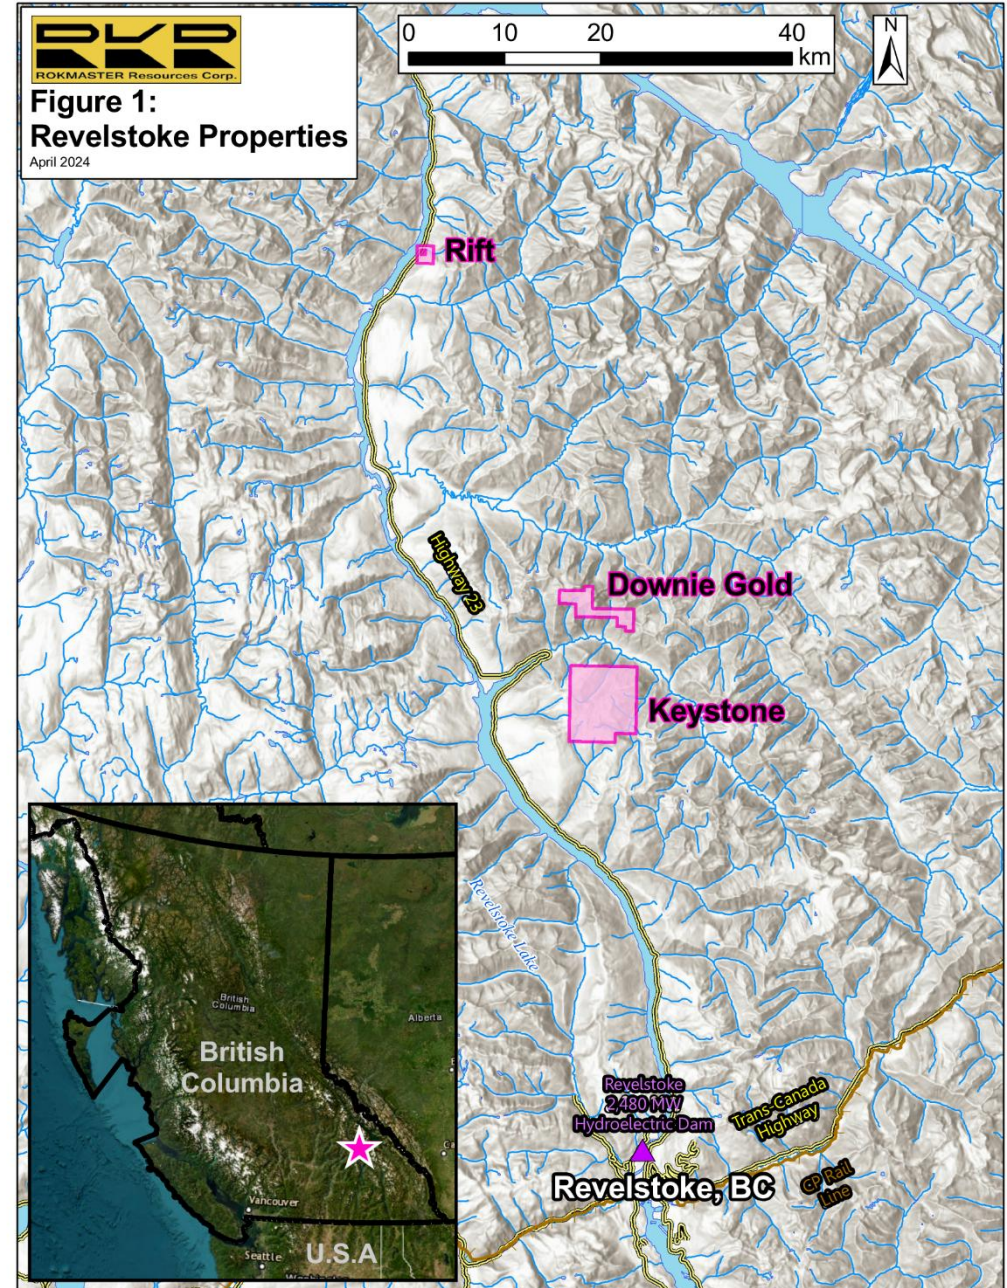 RKR
ROKMASTER Resources Corp.
Figure 1:
Revelstoke Properties
April 2024
0 10 20 40
km
N
Rift
Highway 23
Downie Gold
Keystone
Revelstoke Lake
Revelstoke
2,480 MW
Hydroelectric Dam
Trans-Canada
Highway
Revelstoke, BC
CP Rail
Line
British
Columbia
Alberta
British
Columbia
Vancouver
Seattle
U.S.A